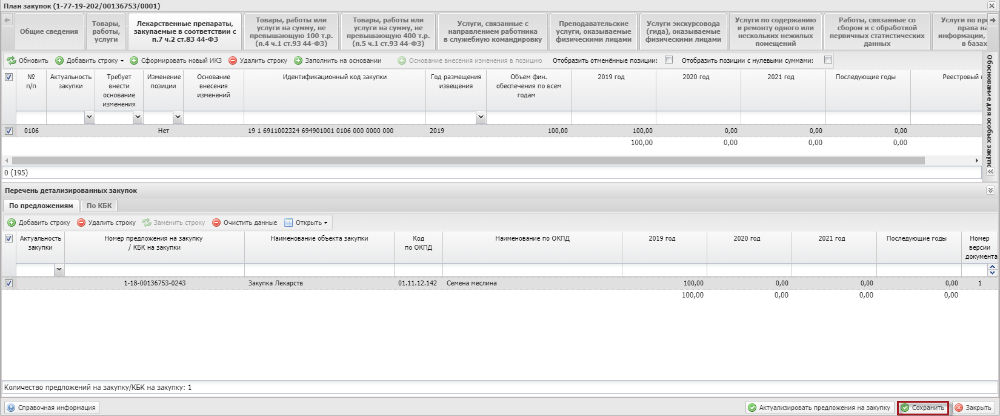 План закупок (1-77-19-202/00136753/0001)
Общие сведения
Товары,
работы,
услуги
Лекарственные препараты,
закупаемые в соответствии с
п.7 ч.2 ст.83 44-ФЗ
Товары, работы или
услуги на сумму, не
превышающую 100 т.р.
(п.4 ч.1 ст.93 44-ФЗ)
Товары, работы или
услуги на сумму, не
превышающую 400 т.р.
(п.5 ч.1 ст.93 44-ФЗ)
Услуги, связанные с
направлением работника
в служебную командировку
Преподавательские
услуги, оказываемые
физическими лицами
Услуги экскурсовода
(гида), оказываемые
физическими лицами
Услуги по содержанию
и ремонту одного или
нескольких нежилых
помещений
Работы, связанные со
сбором и с обработкой
первичных статистических
данных
Услуги по пр
права на
информации,
в базах
Обновить Добавить строку Сформировать новый ИКЗ Удалить строку Заполнить на основании Основание внесения изменения в позицию Отобразить отменённые позиции: Отобразить позиции с нулевыми суммами:
Обоснование для особых закуп
№
п/п
Актуальность
закупки
Требует
внести
основание
изменения
Изменение
позиции
Основание
внесения
изменений
Идентификационный код закупки
Год размещения
извещения
Объем фин.
обеспечения по всем
годам
2019 год
2020 год
2021 год
Последующие годы
Реестровый
0106 Нет 19 1 6911002324 694901001 0106 000 0000 000 2019 100,00 100,00 0,00 0,00 0,00
100,00 0,00 0,00 0,00
0 (195)
Перечень детализированных закупок
По предложениям По КБК
Добавить строку Удалить строку Заменить строку Очистить данные Открыть
Актуальность
закупки
Номер предложения на закупку
/ КБК на закупки
Наименование объекта закупки
Код
по ОКПД
Наименование по ОКПД
2019 год
2020 год
2021 год
Последующие годы
Номер
версии
документа
1-18-00136753-0243 Закупка Лекарств 01.11.12.142 Семена меслина 100,00 0,00 0,00 0,00 1
100,00 0,00 0,00 0,00
Количество предложений на закупку/КБК на закупку: 1
Справочная информация Актуализировать предложения на закупку Сохранить Закрыть